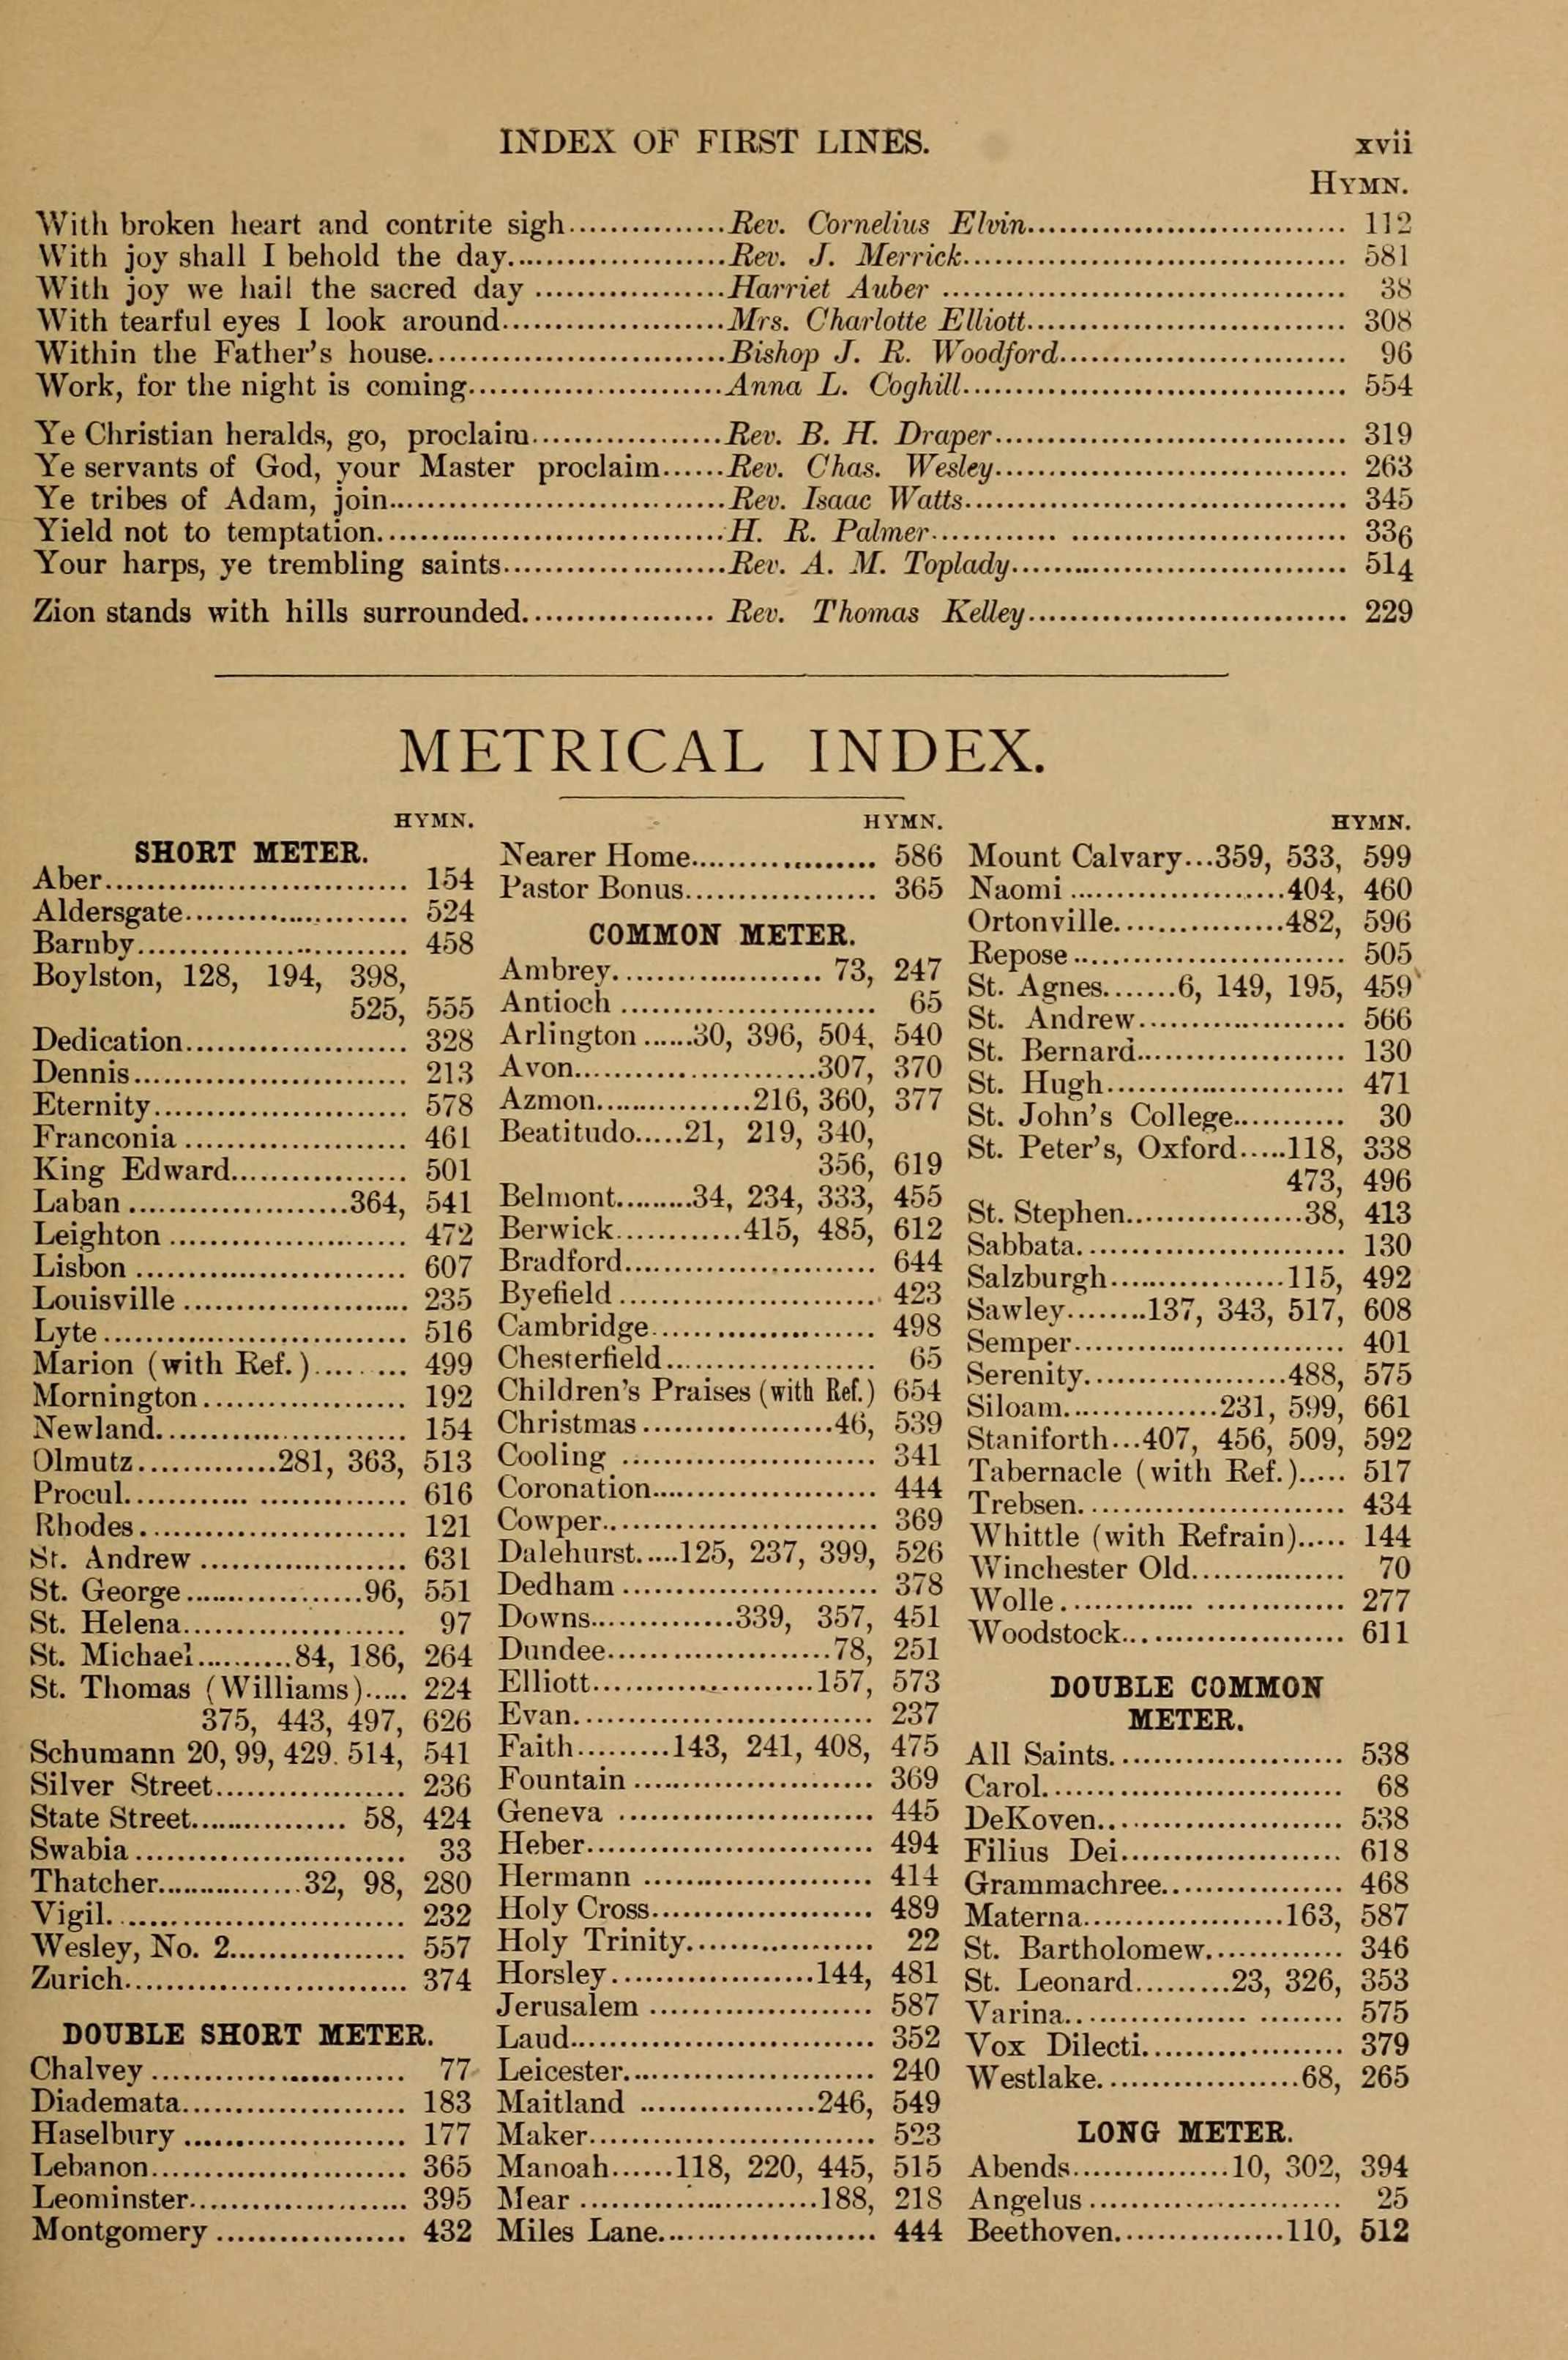 INDEX OF FIRST LINES. xvii
HYMN.
With broken heart and contrite sigh...............Rev. Cornelius Elvin.............................. 112
With joy shall I behold the day.....................Rev. J. Merrick..................................... 581
With joy we hail the sacred day ..................Harriet Auber ....................................... 38
With tearful eyes I look around.....................Mrs. Charlotte Elliott.............................. 308
Within the Father's house............................Bishop J. R. Woodford............................ 96
Work, for the night is coming........................Anna L. Coghill..................................... 554
Ye Christian heralds, go, proclaim..................Rev. B. H. Draper.................................. 319
Ye servants of God, your Master proclaim......Rev. Chas. Wesley.................................. 263
Ye tribes of Adam, join................................Rev. Isaac Watts..................................... 345
Yield not to temptation.................................H. R. Palmer....................................... 336
Your harps, ye trembling saints.....................Rev. A. M. Toplady................................ 514
Zion stands with hills surrounded.................. Rev. Thomas Kelley............................... 229
METRICAL INDEX.
HYMN.
SHORT METER.
Aber............................. 154
Aldersgate..................... 524
Barnby.......................... 458
Boylston, 128, 194, 398,
525, 555
Dedication..................... 328
Dennis.......................... 213
Eternity........................ 578
Franconia ..................... 461
King Edward................. 501
Laban .....................364, 541
Leighton ....................... 472
Lisbon .......................... 607
Louisville ...................... 235
Lyte............................. 516
Marion (with Ref.)......... 499
Mornington................... 192
Newland........................ 154
Olmutz.............281, 363, 513
Procul........................... 616
Rhodes.......................... 121
St. Andrew .................... 631
St. George.................96, 551
St. Helena..................... 97
St. Michael..........84, 186, 264
St. Thomas (Williams)..... 224
375, 443, 497, 626
Schumann 20, 99, 429. 514, 541
Silver Street.................. 236
State Street............... 58, 424
Swabia.......................... 33
Thatcher...............32, 98, 280
Vigil............................. 232
Wesley, No. 2................. 557
Zurich........................... 374
DOUBLE SHORT METER.
Chalvey ........................ 77
Diademata..................... 183
Haselbury ..................... 177
Lebanon........................ 365
Leominster.................... 395
Montgomery .................. 432
HYMN.
Nearer Home.................. 586
Pastor Bonus.................. 365
COMMON METER.
Ambrey.................... 73, 247
Antioch ........................ 65
Arlington......30, 396, 504, 540
Avon.......................307, 370
Azmon...............216, 360, 377
Beatitudo.....21, 219, 340,
356, 619
Belmont.........34, 234, 333, 455
Berwick............415, 485, 612
Bradford........................ 644
Byefield......................... 423
Cambridge..................... 498
Chesterfield.................... 65
Children's Praises (with Ref.) 654
Christmas..................46, 539
Cooling ........................ 341
Coronation..................... 444
Cowper.......................... 369
Dalehurst.....125, 237, 399, 526
Dedham ........................ 378
Downs..............339, 357, 451
Dundee.....................78, 251
Elliott.....................157, 573
Evan............................ 237
Faith.........143, 241, 408, 475
Fountain ....................... 369
Geneva ........................ 445
Heber........................... 494
Hermann ...................... 414
Holy Cross..................... 489
Holy Trinity.................. 22
Horsley...................144, 481
Jerusalem ..................... 587
Laud............................ 352
Leicester........................ 240
Maitland .................246, 549
Maker........................... 523
Manoah......118, 220, 445, 515
Mear .......................188, 218
Miles Lane..................... 444
HYMN.
Mount Calvary...359, 533, 599
Naomi .....................404, 460
Ortonville.................482, 596
Repose.......................... 505
St. Agnes.......6, 149, 195, 459
St. Andrew.................... 566
St. Bernard.................... 130
St. Hugh....................... 471
St. John's College........... 30
St. Peter's, Oxford.....118, 338
473, 496
St. Stephen.................38, 413
Sabbata.......................... 130
Salzburgh.................115, 492
Sawley........137, 343, 517, 608
Semper.......................... 401
Serenity...................488, 575
Siloam...............231, 599, 661
Staniforth...407, 456, 509, 592
Tabernacle (with Ref.)..... 517
Trebsen......................... 434
Whittle (with Refrain)..... 144
Winchester Old............... 70
Wolle........................... 277
Woodstock..................... 611
DOUBLE COMMON
METER.
All Saints...................... 538
Carol............................ 68
DeKoven....................... 538
Filius Dei..................... 618
Grammachree................. 468
Materna...................163, 587
St. Bartholomew............. 346
St. Leonard.........23, 326, 353
Varina.......................... 575
Vox Dilecti................... 379
Westlake...................68, 265
LONG METER.
Abends...............10, 302, 394
Angelus ........................ 25
Beethoven................110, 512